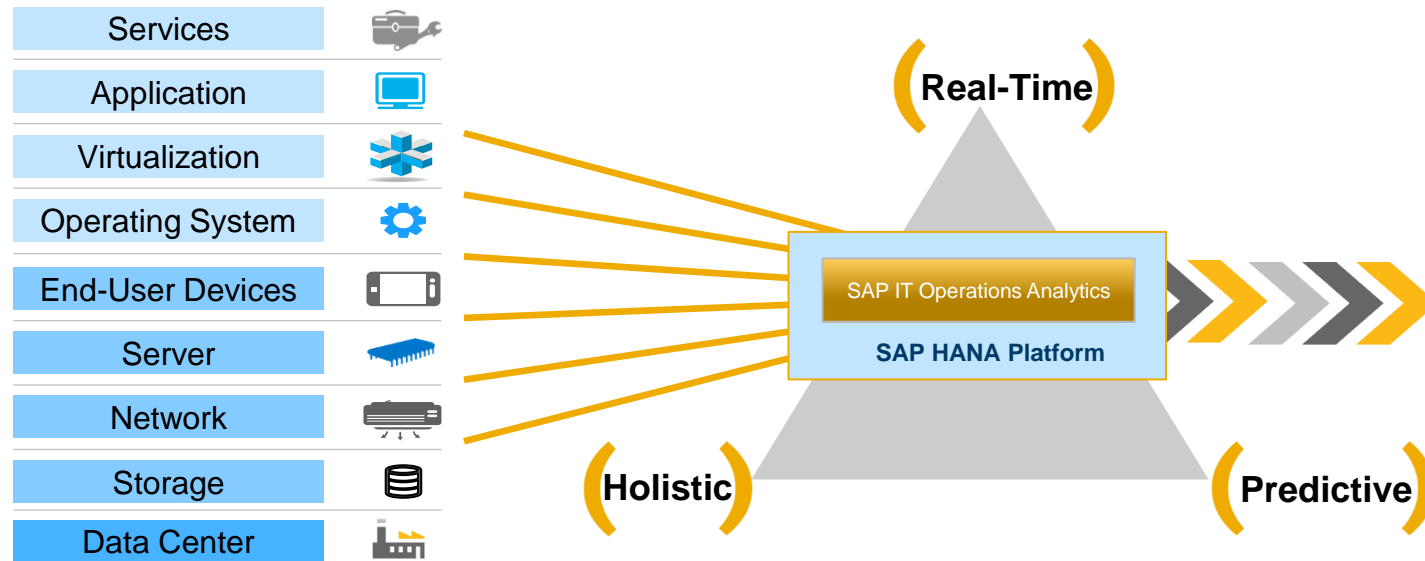 Services
Application
Virtualization
Operating System
End-User Devices
Server
Network
Storage
Data Center
Real-Time
SAP IT Operations Analytics
SAP HANA Platform
Holistic
Predictive